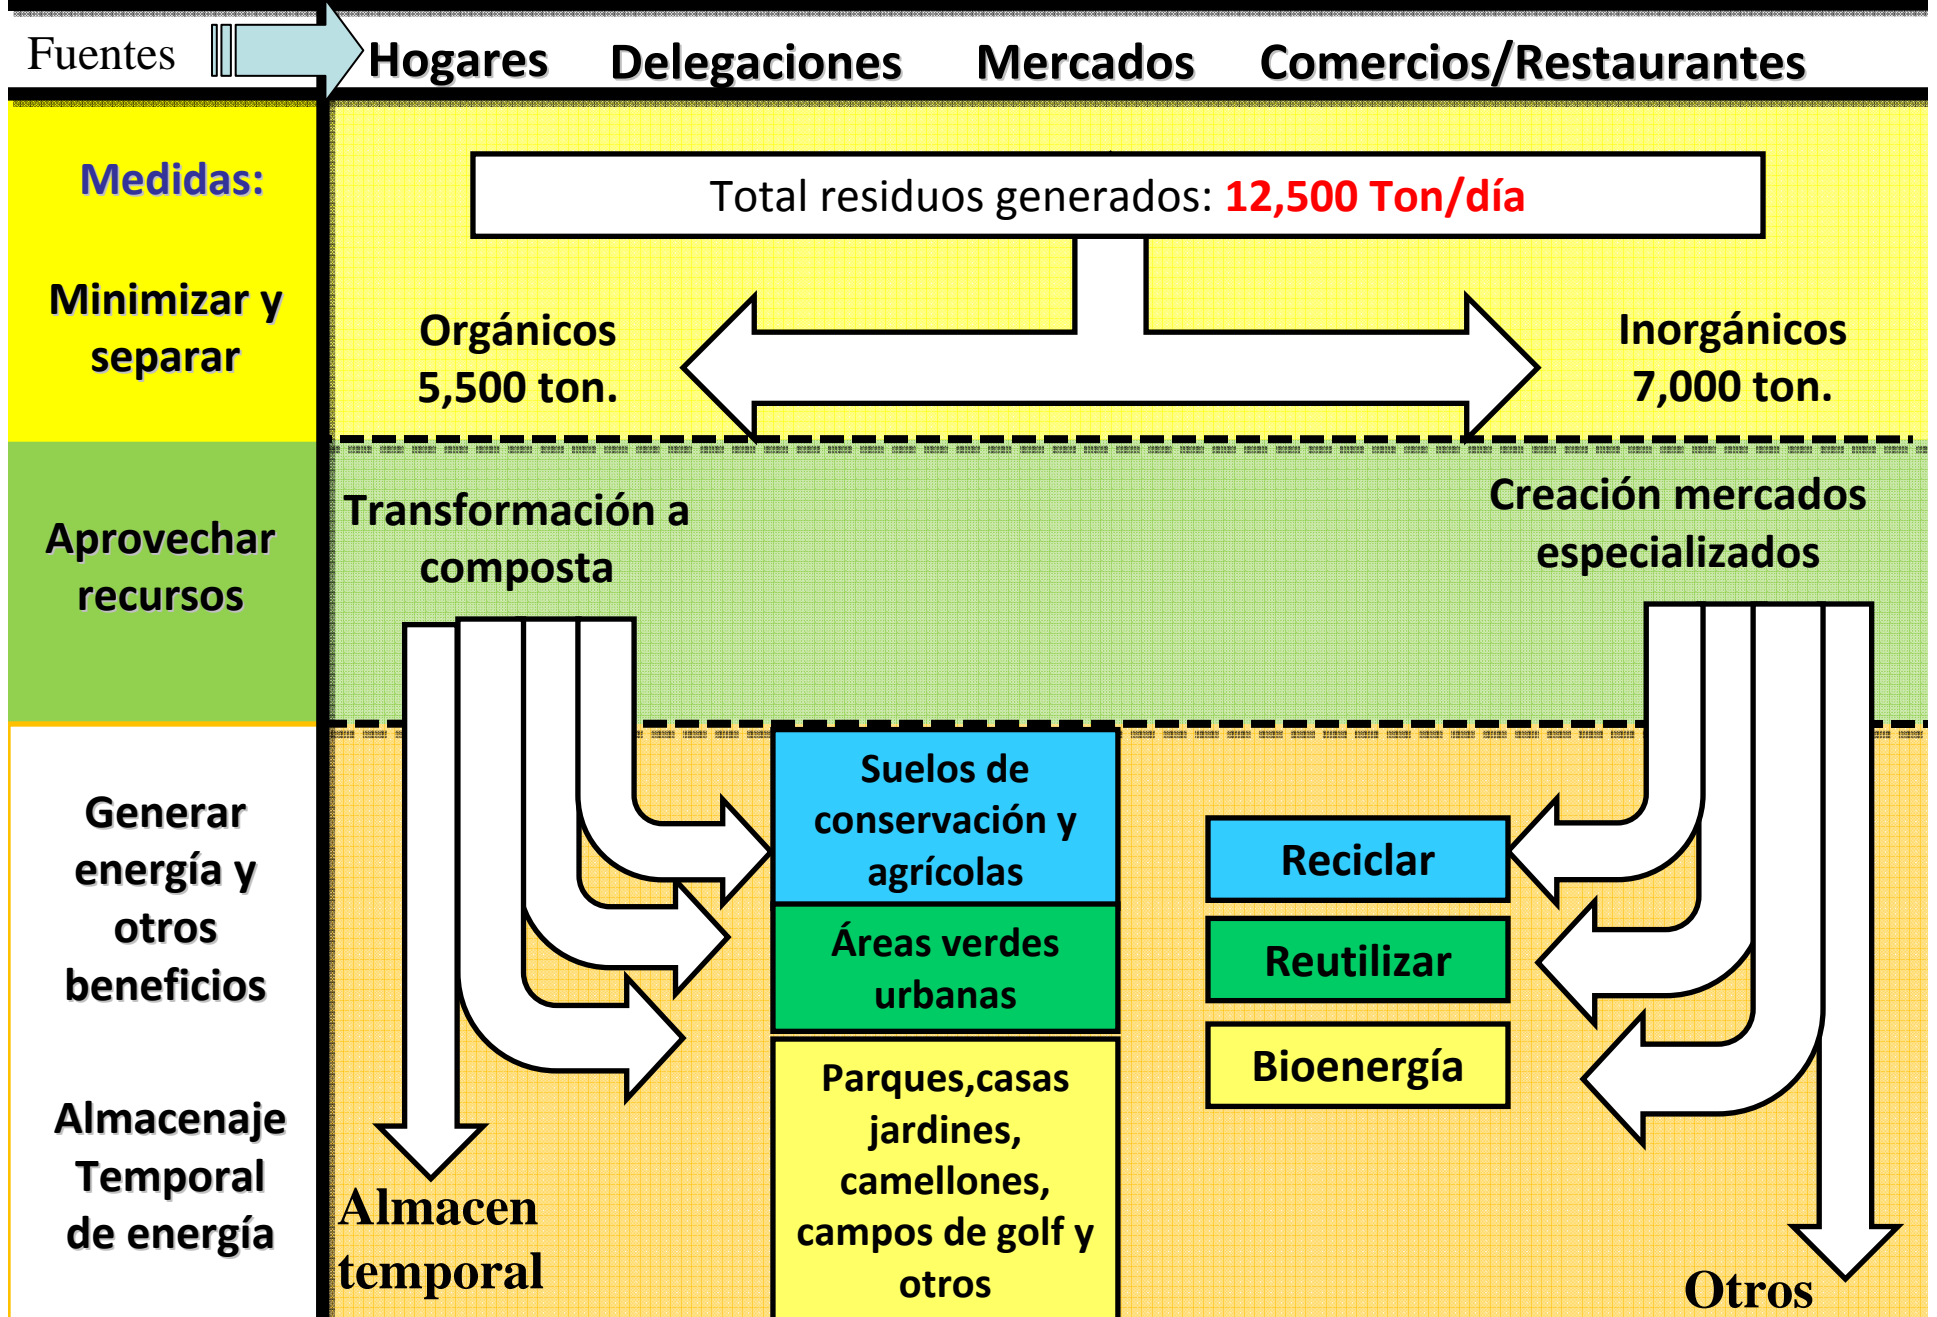 Fuentes
Hogares
Delegaciones
Mercados
Comercios/Restaurantes
Medidas:
Minimizar y
separar
Total residuos generados: 12,500 Ton/día
Orgánicos
5,500 ton.
Inorgánicos
7,000 ton.
Aprovechar
recursos
Transformación a
composta
Creación mercados
especializados
Generar
energía y
otros
beneficios
Almacenaje
Temporal
de energía
Almacen
temporal
Suelos de
conservación y
agrícolas
Áreas verdes
urbanas
Parques,casas
jardines,
camellones,
campos de golf y
otros
Reciclar
Reutilizar
Bioenergía
Otros